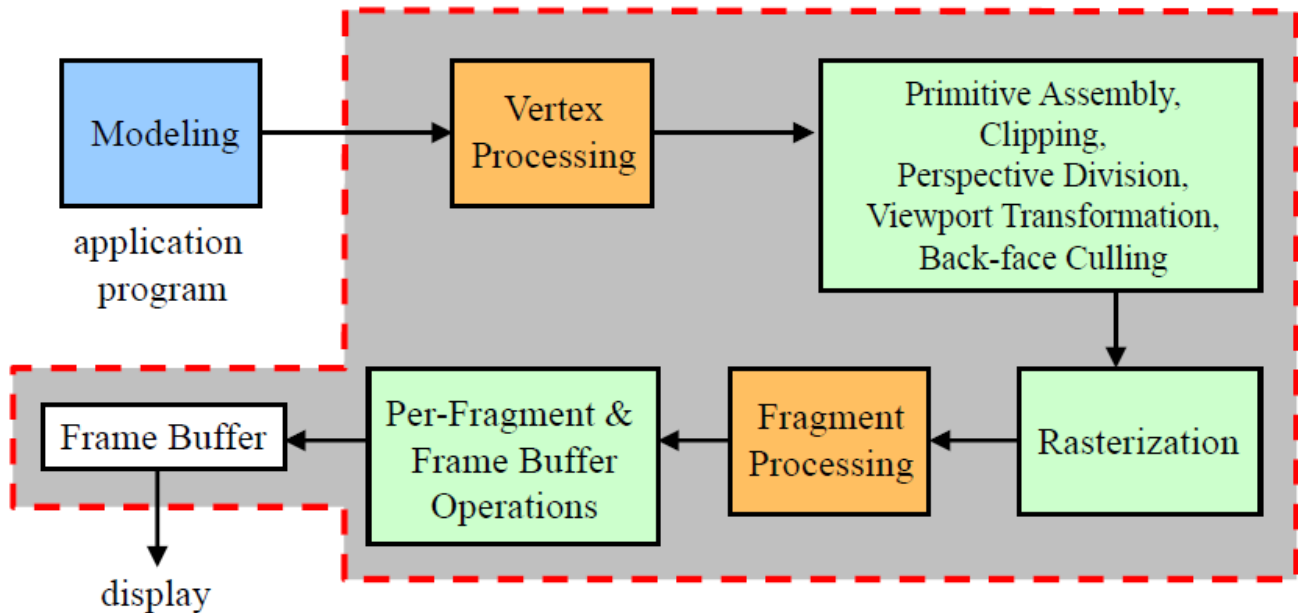 Modeling
application
program
Vertex
Processing
Primitive Assembly,
Clipping,
Perspective Division,
Viewport Transformation,
Back-face Culling
Rasterization
Fragment
Processing
Per-Fragment &
Frame Buffer
Operations
Frame Buffer
display